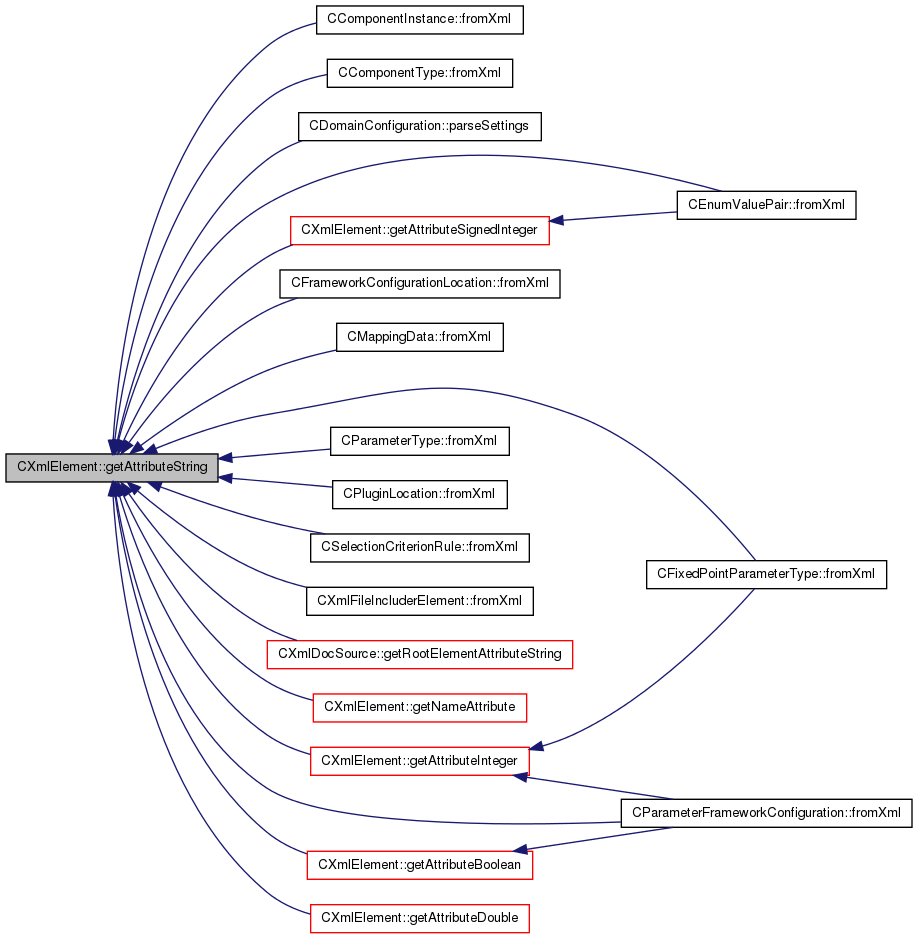 CComponentInstance::fromXml
CComponentType::fromXml
CDomainConfiguration::parseSettings
CEnumValuePair::fromXml
CXmlElement::getAttributeSignedInteger
CFrameworkConfigurationLocation::fromXml
CMappingData::fromXml
CParameterType::fromXml
CXmlElement::getAttributeString
CPluginLocation::fromXml
CSelectionCriterionRule::fromXml
CFixedPointParameterType::fromXml
CXmlFileIncluderElement::fromXml
CXmlDocSource::getRootElementAttributeString
CXmlElement::getNameAttribute
CXmlElement::getAttributeInteger
CParameterFrameworkConfiguration::fromXml
CXmlElement::getAttributeBoolean
CXmlElement::getAttributeDouble